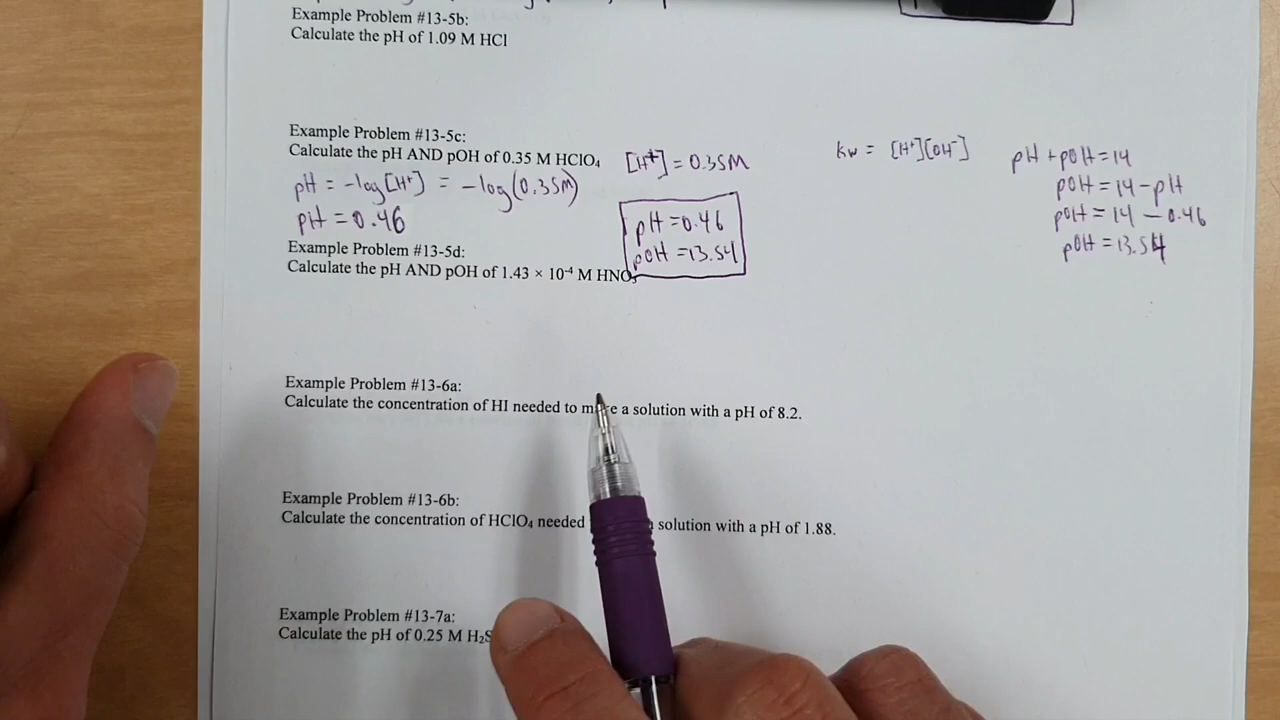 Example Problem #13-5b:
Calculate the pH of 1.09 M HCl
Example Problem #13-5c:
Calculate the pH AND pOH of 0.35 M HClO₄
[H⁺] = 0.35M
pH = -log[H⁺] = -log(0.35M)
pH = 0.46
pH = 0.46
pOH = 13.54
Kw = [H⁺][OH⁻]
pH + pOH = 14
pOH = 14 - pH
pOH = 14 - 0.46
pOH = 13.54
Example Problem #13-5d:
Calculate the pH AND pOH of 1.43 × 10⁻⁴ M HNO₃
Example Problem #13-6a:
Calculate the concentration of HI needed to a solution with a pH of 8.2.
Example Problem #13-6b:
Calculate the concentration of HClO₄ needed solution with a pH of 1.88.
Example Problem #13-7a:
Calculate the pH of 0.25 M